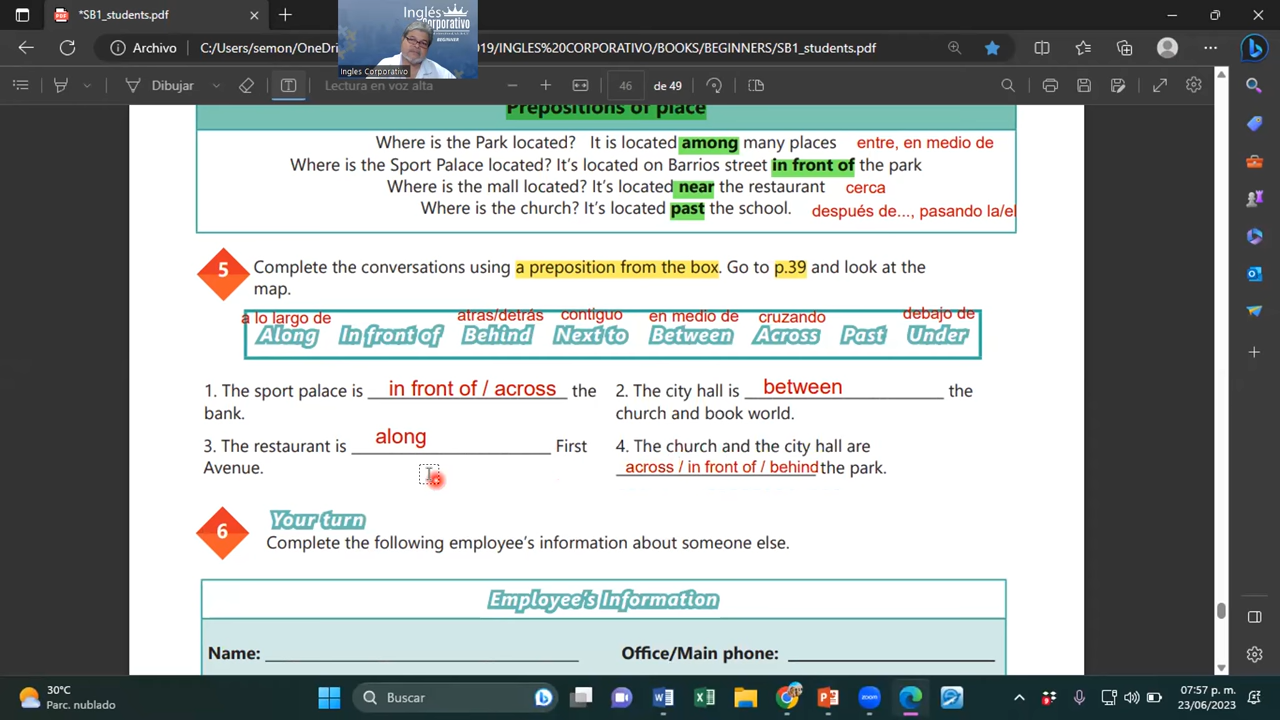 *SB1_students.pdf
Inglés
Corporativo
BEGINNER
Ingles Corporativo
Archivo C:/Users/semon/OneDri 019/INGLES%20CORPORATIVO/BOOKS/BEGINNERS/SB1_students.pdf
Dibujar Lectura en voz alta 46 de 49
Prepositions of place
Where is the Park located? It is located among many places entre, en medio de
Where is the Sport Palace located? It's located on Barrios street in front of the park
Where is the mall located? It's located near the restaurant cerca
Where is the church? It's located past the school. después de..., pasando la/el
5 Complete the conversations using a preposition from the box. Go to p.39 and look at the
map.
a lo largo de atras/detrás contiguo en medio de cruzando debajo de
Along In front of Behind Next to Between Across Past Under
1. The sport palace is in front of / across the
bank.
2. The city hall is between the
church and book world.
3. The restaurant is along First
Avenue.
4. The church and the city hall are
across / in front of / behind the park.
6 Your turn
Complete the following employee's information about someone else.
Employee's Information
Name: Office/Main phone:
30°C
Parc. nublado
Buscar
07:57 p. m.
23/06/2023